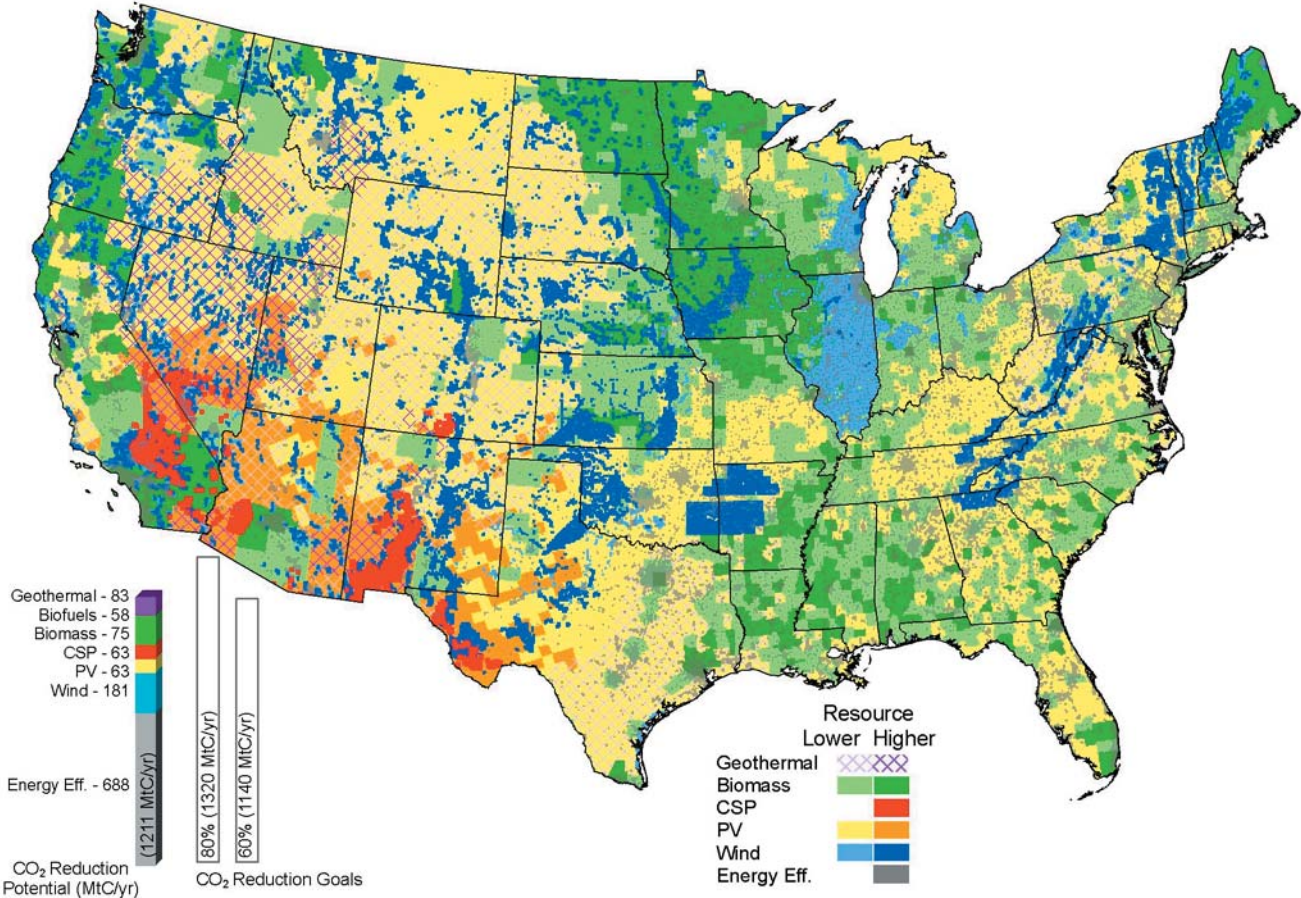 Geothermal - 83
Biofuels - 58
Biomass - 75
CSP - 63
PV - 63
Wind - 181
Energy Eff. - 688
(1211 MtC/yr)
80% (1320 MtC/yr)
60% (1140 MtC/yr)
CO₂ Reduction
Potential (MtC/yr)
CO₂ Reduction Goals
Resource
Lower Higher
Geothermal
Biomass
CSP
PV
Wind
Energy Eff.